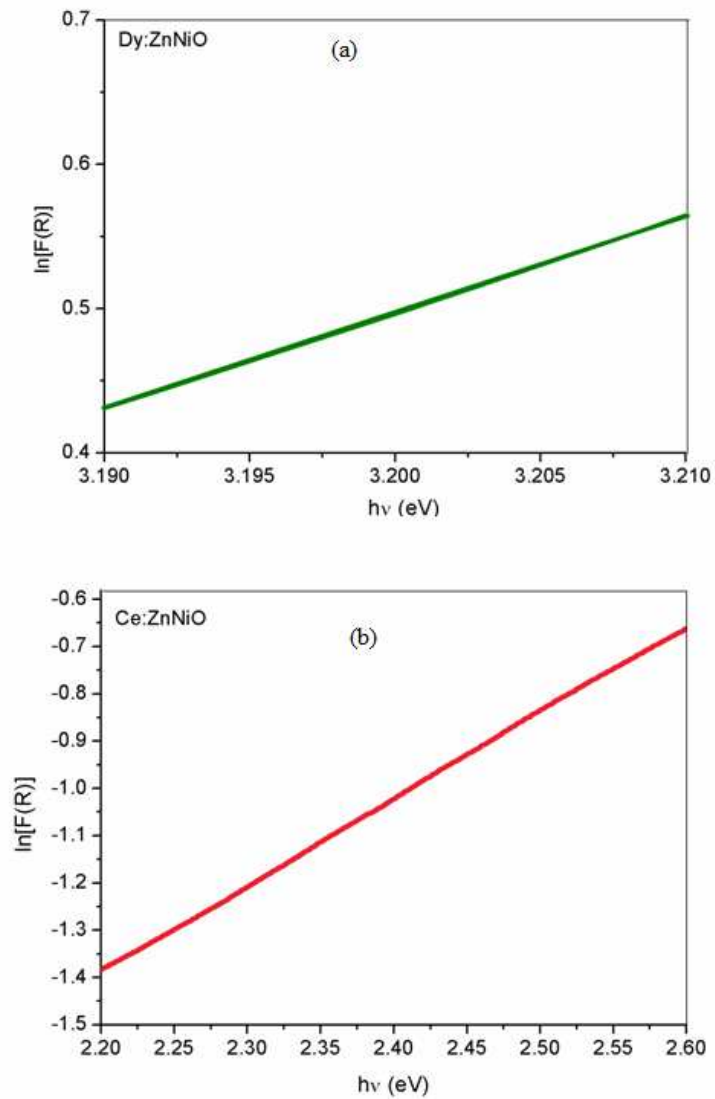 0.7
Dy:ZnNiO
(a)
0.6
ln[F(R)]
0.5
0.4
3.190 3.195 3.200 3.205 3.210
hν (eV)
-0.6
Ce:ZnNiO
(b)
-0.7
-0.8
-0.9
ln[F(R)]
-1.0
-1.1
-1.2
-1.3
-1.4
-1.5
2.20 2.25 2.30 2.35 2.40 2.45 2.50 2.55 2.60
hν (eV)